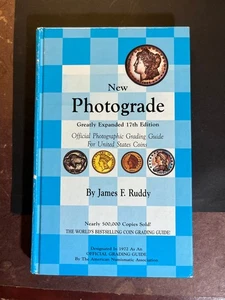 New
Photograde
Greatly Expanded 17th Edition
Official Photographic Grading Guide
For United States Coins
By James F. Ruddy
Nearly 500,000 Copies Sold!
THE WORLD'S BESTSELLING COIN GRADING GUIDE!
Designated In 1972 As An
OFFICIAL GRADING GUIDE
By The American Numismatic Association